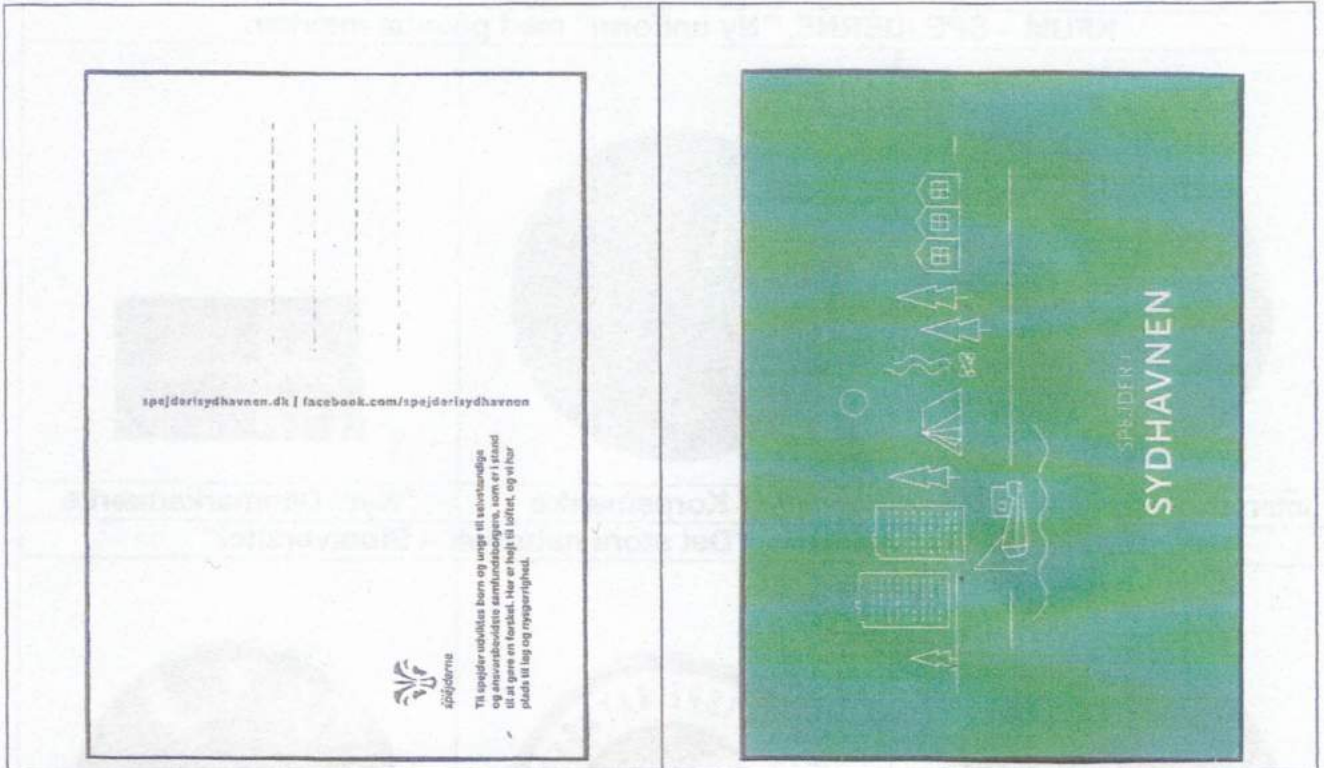 spejderisydhavnen.dk | facebook.com/spejderisydhavnen
spejderne
Til spejder udvikles børn og unge til selvstændige
og ansvarsbevidste samfundsborgere, som er i stand
til at gøre en forskel. Her er højt til loftet, og vi har
plads til leg og nysgerrighed.
SPEJDER I
SYDHAVNEN